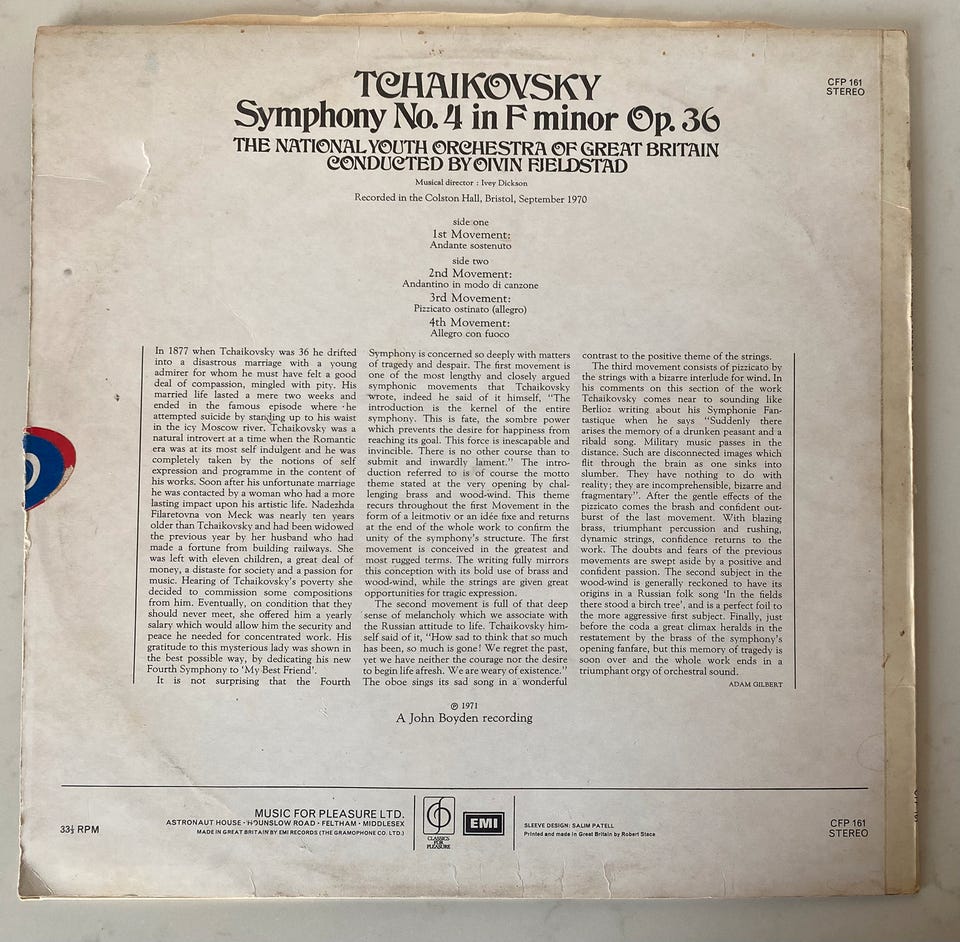 TCHAIKOVSKY
Symphony No. 4 in F minor Op. 36
THE NATIONAL YOUTH ORCHESTRA OF GREAT BRITAIN
CONDUCTED BY OIVIN FJELDSTAD
Musical director : Ivey Dickson
Recorded in the Colston Hall, Bristol, September 1970
CFP 161
STEREO
side one
1st Movement:
Andante sostenuto
side two
2nd Movement:
Andantino in modo di canzone
3rd Movement:
Pizzicato ostinato (allegro)
4th Movement:
Allegro con fuoco
In 1877 when Tchaikovsky was 36 he drifted
into a disastrous marriage with a young
admirer for whom he must have felt a good
deal of compassion, mingled with pity. His
married life lasted a mere two weeks and
ended in the famous episode where he
attempted suicide by standing up to his waist
in the icy Moscow river. Tchaikovsky was a
natural introvert at a time when the Romantic
era was at its most self indulgent and he was
completely taken by the notions of self
expression and programme in the content of
his works. Soon after his unfortunate marriage
he was contacted by a woman who had a more
lasting impact upon his artistic life. Nadezhda
Filaretovna von Meck was nearly ten years
older than Tchaikovsky and had been widowed
the previous year by her husband who had
made a fortune from building railways. She
was left with eleven children, a great deal of
money, a distaste for society and a passion for
music. Hearing of Tchaikovsky's poverty she
decided to commission some compositions
from him. Eventually, on condition that they
should never meet, she offered him a yearly
salary which would allow him the security and
peace he needed for concentrated work. His
gratitude to this mysterious lady was shown in
the best possible way, by dedicating his new
Fourth Symphony to 'My Best Friend'.
It is not surprising that the Fourth
Symphony is concerned so deeply with matters
of tragedy and despair. The first movement is
one of the most lengthy and closely argued
symphonic movements that Tchaikovsky
wrote, indeed he said of it himself, "The
introduction is the kernel of the entire
symphony. This is fate, the sombre power
which prevents the desire for happiness from
reaching its goal. This force is inescapable and
invincible. There is no other course than to
submit and inwardly lament." The intro-
duction referred to is of course the motto
theme stated at the very opening by chal-
lenging brass and wood-wind. This theme
recurs throughout the first Movement in the
form of a leitmotiv or an idée fixe and returns
at the end of the whole work to confirm the
unity of the symphony's structure. The first
movement is conceived in the greatest and
most rugged terms. The writing fully mirrors
this conception with its bold use of brass and
wood-wind, while the strings are given great
opportunities for tragic expression.
The second movement is full of that deep
sense of melancholy which we associate with
the Russian attitude to life. Tchaikovsky him-
self said of it, "How sad to think that so much
has been, so much is gone! We regret the past,
yet we have neither the courage nor the desire
to begin life afresh. We are weary of existence."
The oboe sings its sad song in a wonderful
contrast to the positive theme of the strings.
The third movement consists of pizzicato by
the strings with a bizarre interlude for wind. In
his comments on this section of the work
Tchaikovsky comes near to sounding like
Berlioz writing about his Symphonie Fan-
tastique when he says "Suddenly there
arises the memory of a drunken peasant and a
ribald song. Military music passes in the
distance. Such are disconnected images which
flit through the brain as one sinks into
slumber. They have nothing to do with
reality; they are incomprehensible, bizarre and
fragmentary". After the gentle effects of the
pizzicato comes the brash and confident out-
burst of the last movement. With blazing
brass, triumphant percussion and rushing,
dynamic strings, confidence returns to the
work. The doubts and fears of the previous
movements are swept aside by a positive and
confident passion. The second subject in the
wood-wind is generally reckoned to have its
origins in a Russian folk song 'In the fields
there stood a birch tree', and is a perfect foil to
the more aggressive first subject. Finally, just
before the coda a great climax heralds in the
restatement by the brass of the symphony's
opening fanfare, but this memory of tragedy is
soon over and the whole work ends in a
triumphant orgy of orchestral sound.
ADAM GILBERT
℗ 1971
A John Boyden recording
33⅓ RPM
MUSIC FOR PLEASURE LTD.
ASTRONAUT HOUSE · HOUNSLOW ROAD · FELTHAM · MIDDLESEX
MADE IN GREAT BRITAIN BY EMI RECORDS (THE GRAMOPHONE CO. LTD.)
CLASSICS
FOR
PLEASURE
EMI
SLEEVE DESIGN: SALIM PATELL
Printed and made in Great Britain by Robert Stace
CFP 161
STEREO